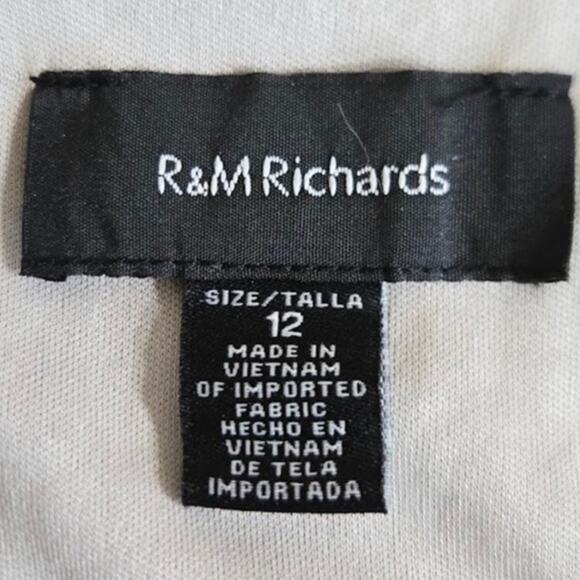 R&M Richards
SIZE/TALLA
12
MADE IN
VIETNAM
OF IMPORTED
FABRIC
HECHO EN
VIETNAM
DE TELA
IMPORTADA